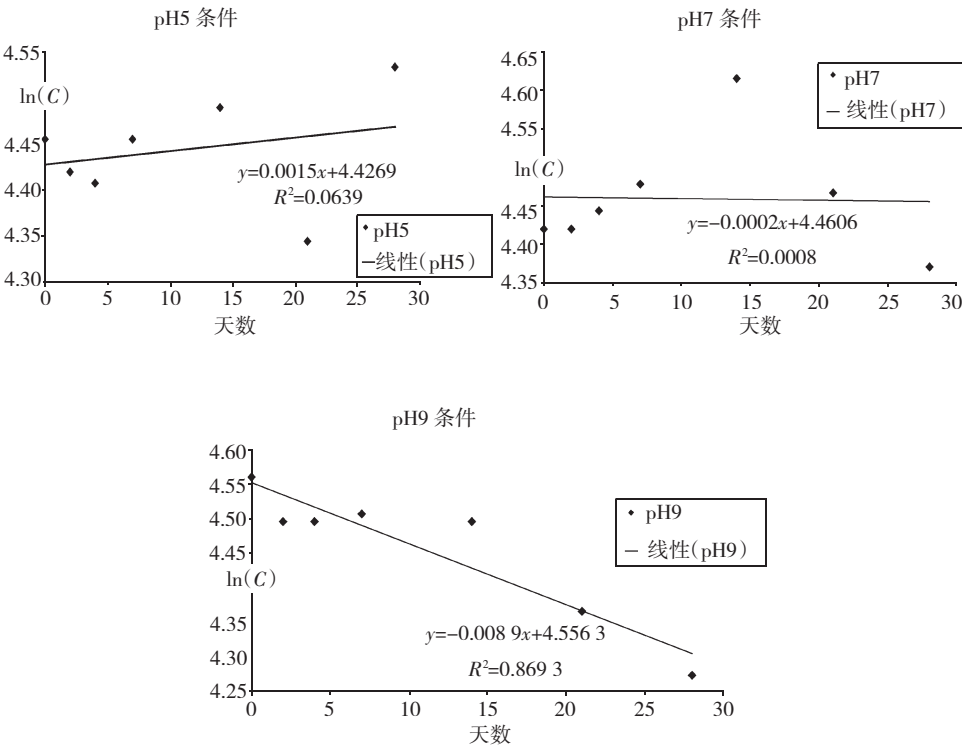 pH5 条件
4.55
ln(C)
4.45
4.40
4.35
4.30
y=0.0015x+4.4269
R²=0.0639
pH5
线性(pH5)
0 5 10 15 20 25 30
天数
pH7 条件
4.65
4.60
4.55
ln(C)
4.45
4.40
4.35
pH7
线性(pH7)
y=-0.0002x+4.4606
R²=0.0008
0 5 10 15 20 25 30
天数
pH9 条件
4.60
4.55
4.50
4.45
ln(C)
4.35
4.30
4.25
pH9
线性(pH9)
y=-0.008 9x+4.556 3
R²=0.869 3
0 5 10 15 20 25 30
天数